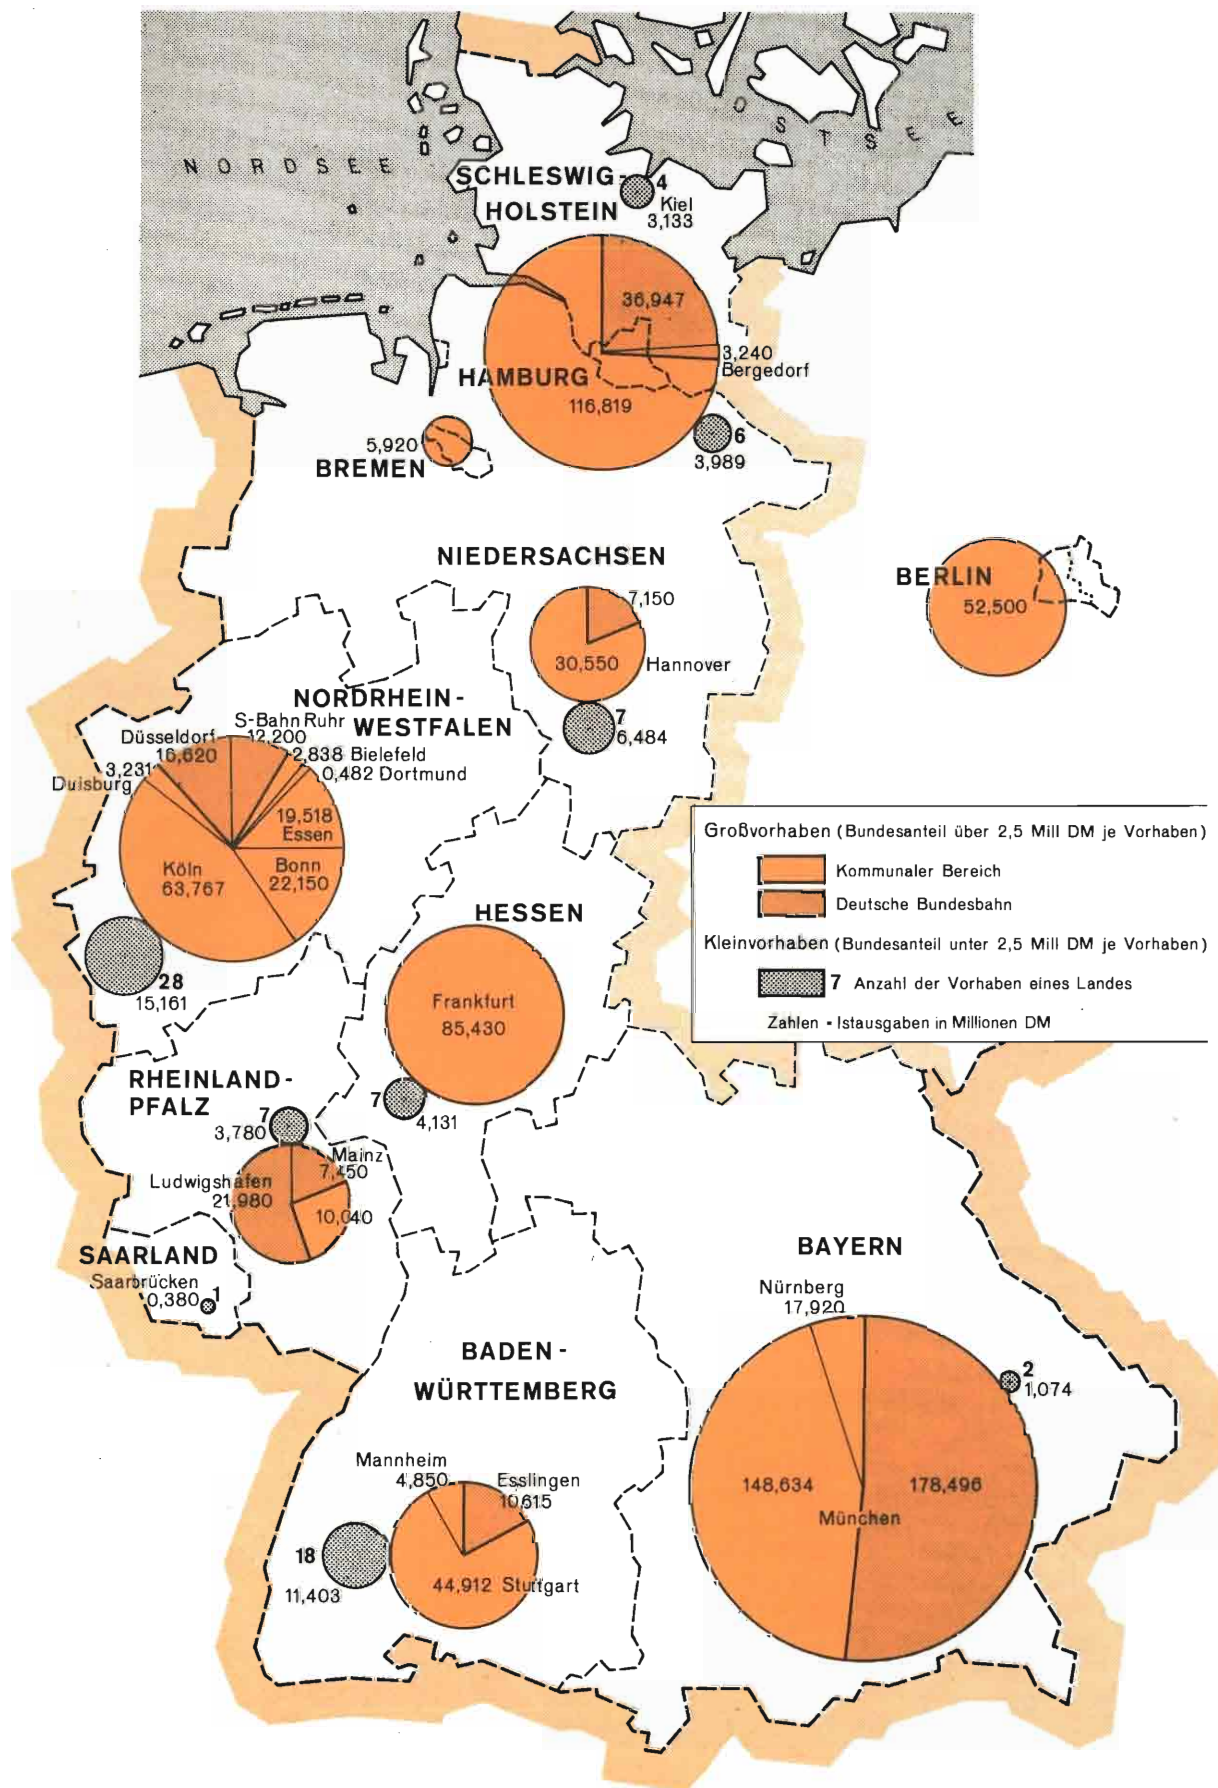 NORDSEE
OSTSEE
SCHLESWIG-
HOLSTEIN
4
Kiel
3,133
36,947
3,240
Bergedorf
HAMBURG
116,819
6
3,989
5,920
BREMEN
NIEDERSACHSEN
7,150
30,550
Hannover
7
6,484
BERLIN
52,500
NORDRHEIN-
WESTFALEN
S-Bahn Ruhr
12,200
Düsseldorf
16,620
2,838 Bielefeld
0,482 Dortmund
3,231
Duisburg
19,518
Essen
Bonn
22,150
Köln
63,767
28
15,161
Großvorhaben (Bundesanteil über 2,5 Mill DM je Vorhaben)
Kommunaler Bereich
Deutsche Bundesbahn
Kleinvorhaben (Bundesanteil unter 2,5 Mill DM je Vorhaben)
7 Anzahl der Vorhaben eines Landes
Zahlen - Istausgaben in Millionen DM
HESSEN
Frankfurt
85,430
7
4,131
RHEINLAND-
PFALZ
7
3,780
Mainz
7,450
Ludwigshafen
21,980
10,040
SAARLAND
Saarbrücken
0,380
1
BAYERN
Nürnberg
17,920
2
1,074
148,634
178,496
München
BADEN-
WÜRTTEMBERG
Mannheim
4,850
Esslingen
10,615
18
11,403
44,912 Stuttgart